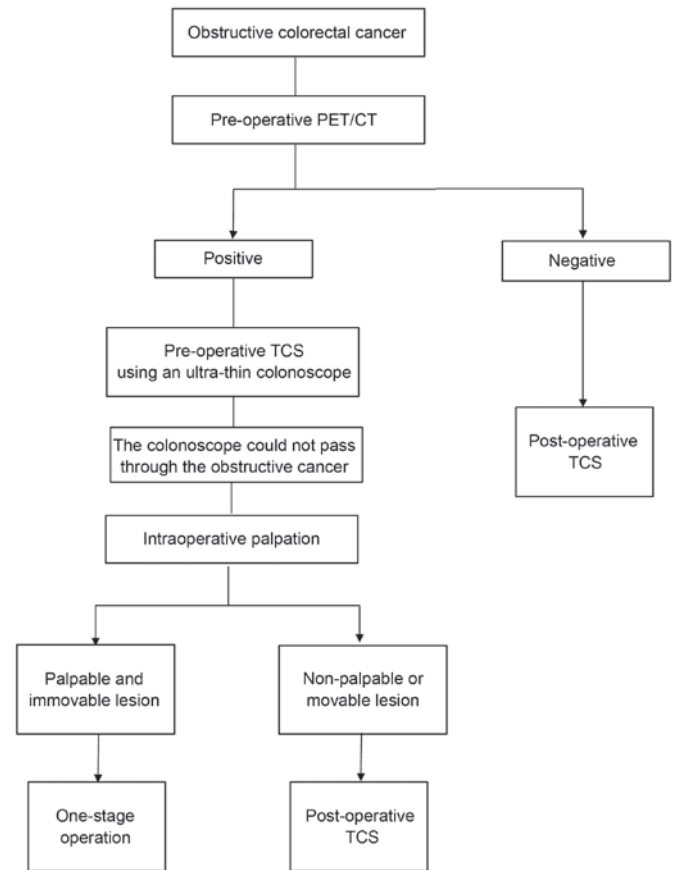 Obstructive colorectal cancer
Pre-operative PET/CT
Positive
Negative
Pre-operative TCS
using an ultra-thin colonoscope
The colonoscope could not pass
through the obstructive cancer
Post-operative
TCS
Intraoperative palpation
Palpable and
immovable lesion
Non-palpable or
movable lesion
One-stage
operation
Post-operative
TCS